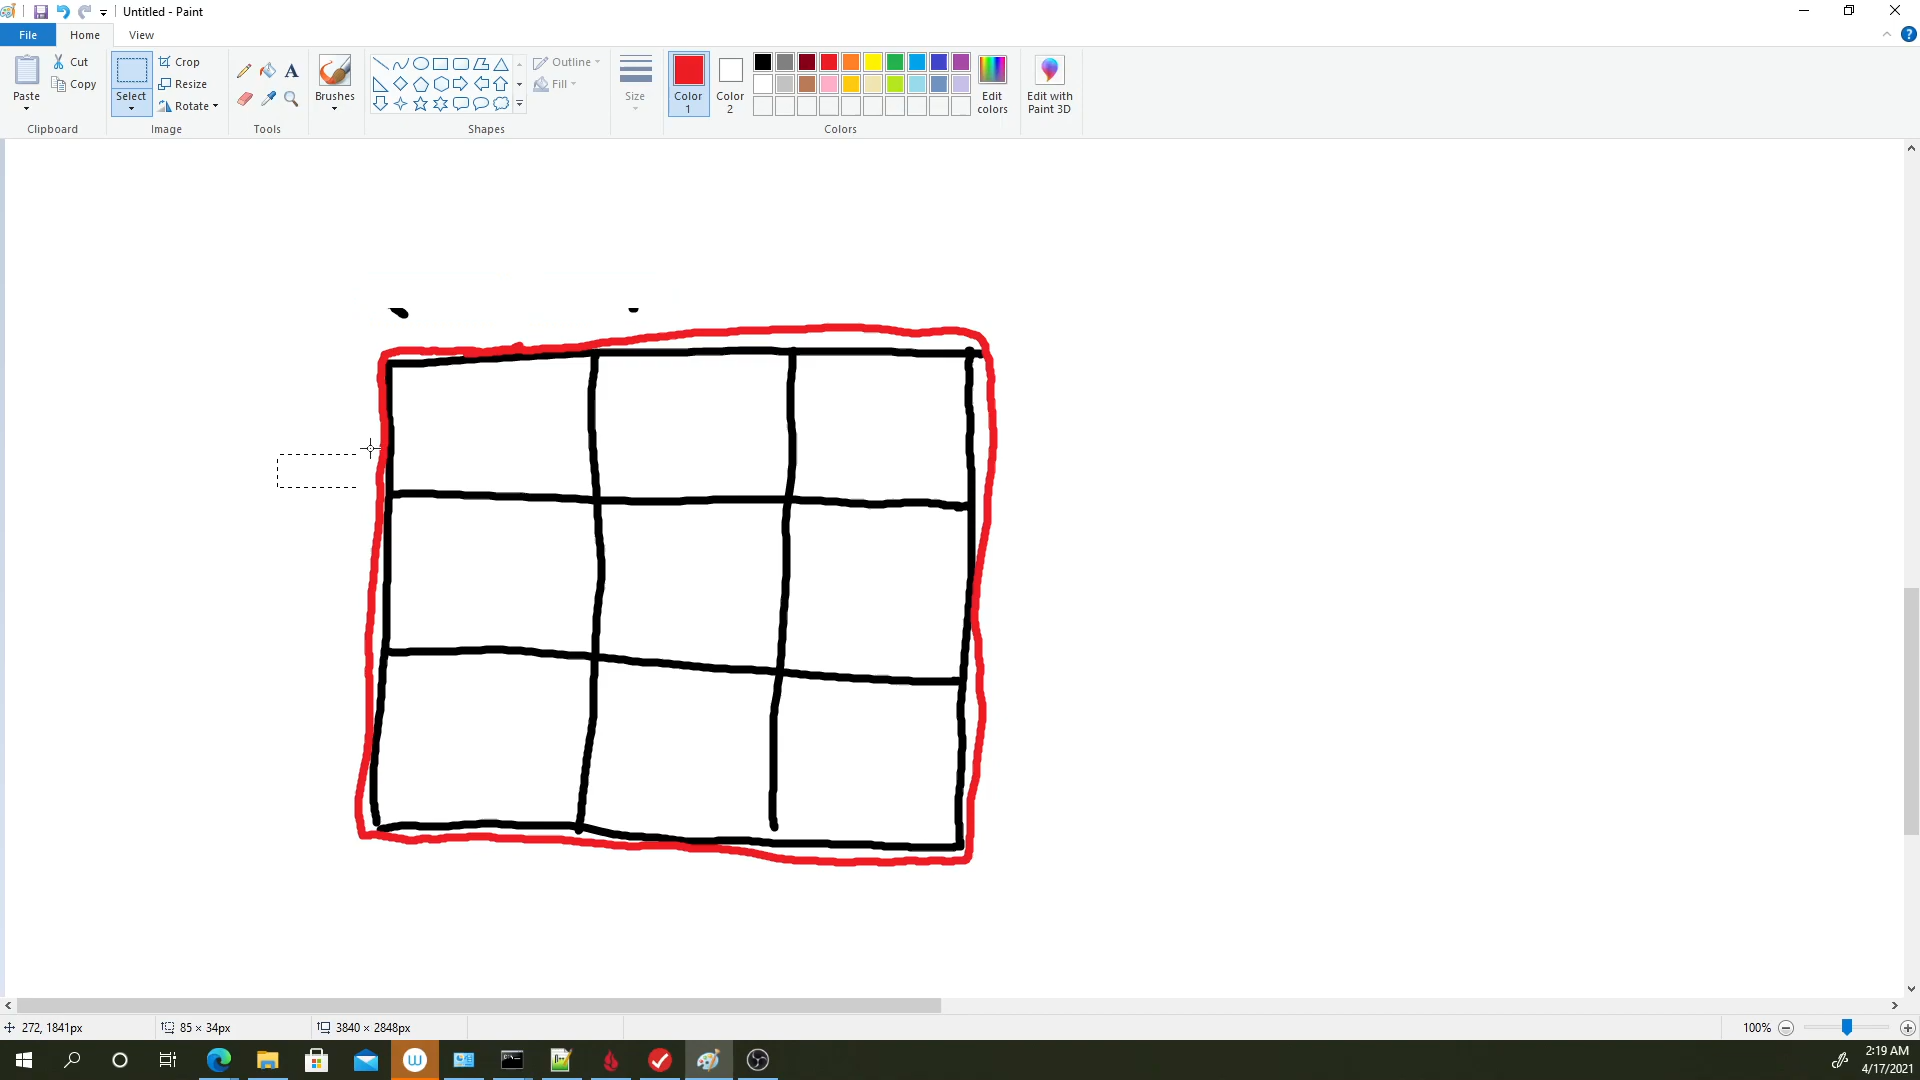 Untitled - Paint
File Home View
Paste
Cut
Copy
Clipboard
Select
Crop
Resize
Rotate
Image
A
Tools
Brushes
Shapes
Outline
Fill
Size
Color 1
Color 2
Edit colors
Colors
Edit with Paint 3D
272, 1841px 85 × 34px 3840 × 2848px 100%
2:19 AM
4/17/2021